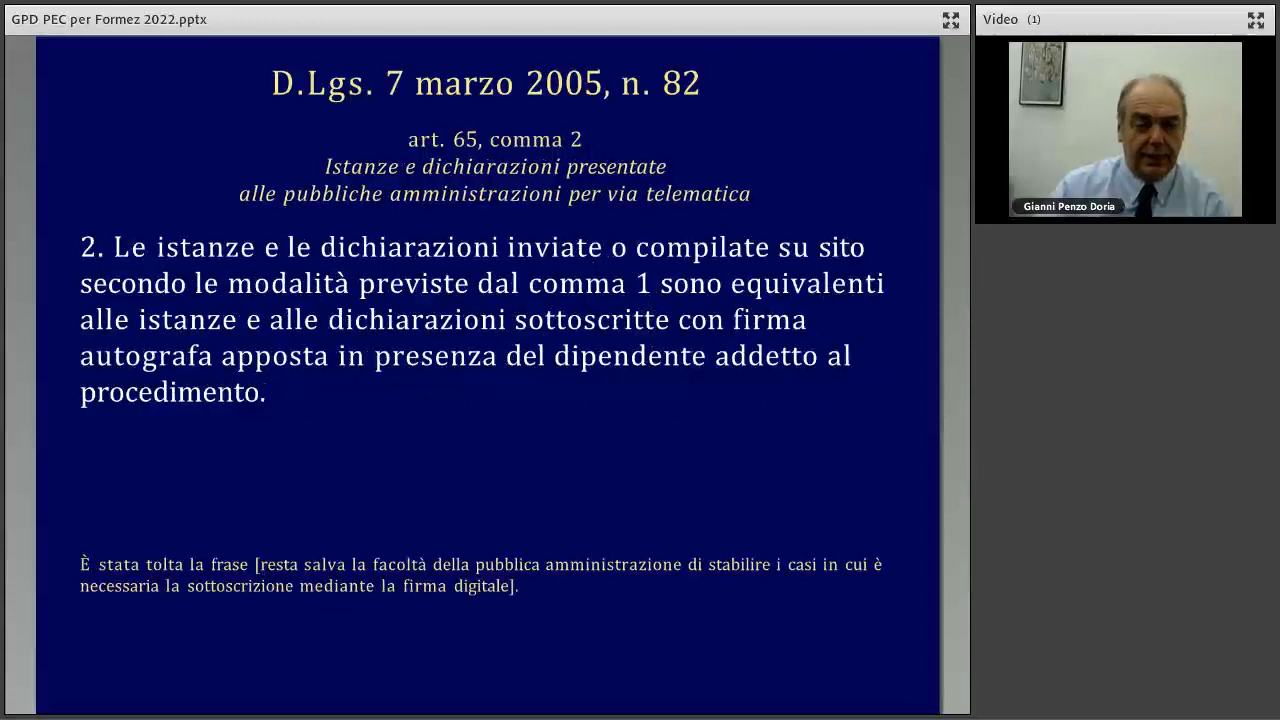 GPD PEC per Formez 2022.pptx
Video (1)
D.Lgs. 7 marzo 2005, n. 82
art. 65, comma 2
Istanze e dichiarazioni presentate
alle pubbliche amministrazioni per via telematica
2. Le istanze e le dichiarazioni inviate o compilate su sito
secondo le modalità previste dal comma 1 sono equivalenti
alle istanze e alle dichiarazioni sottoscritte con firma
autografa apposta in presenza del dipendente addetto al
procedimento.
È stata tolta la frase [resta salva la facoltà della pubblica amministrazione di stabilire i casi in cui è
necessaria la sottoscrizione mediante la firma digitale].
Gianni Penzo Doria